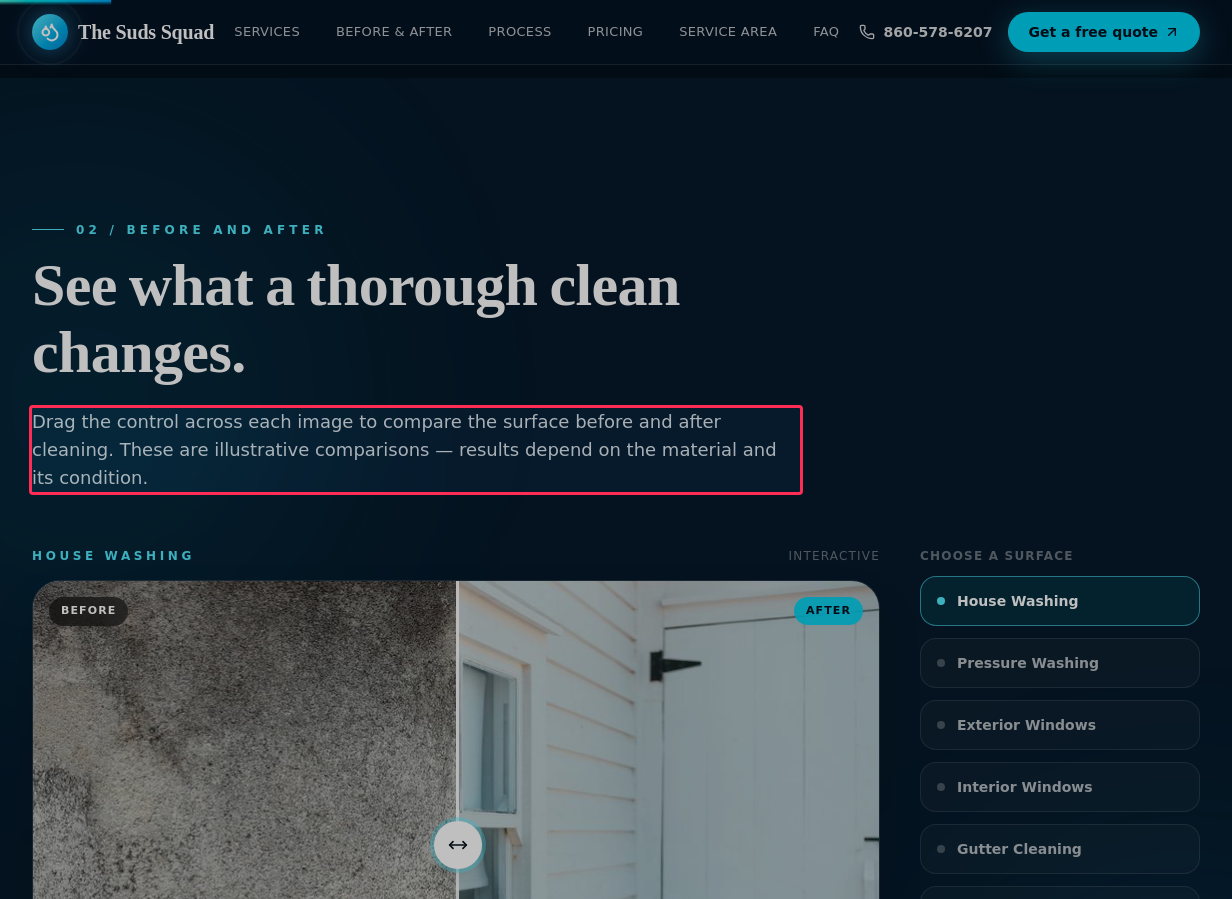 The Suds Squad
SERVICES
BEFORE & AFTER
PROCESS
PRICING
SERVICE AREA
FAQ
860-578-6207
Get a free quote
02 / BEFORE AND AFTER
See what a thorough clean
changes.
Drag the control across each image to compare the surface before and after
cleaning. These are illustrative comparisons — results depend on the material and
its condition.
HOUSE WASHING
INTERACTIVE
BEFORE
AFTER
CHOOSE A SURFACE
House Washing
Pressure Washing
Exterior Windows
Interior Windows
Gutter Cleaning